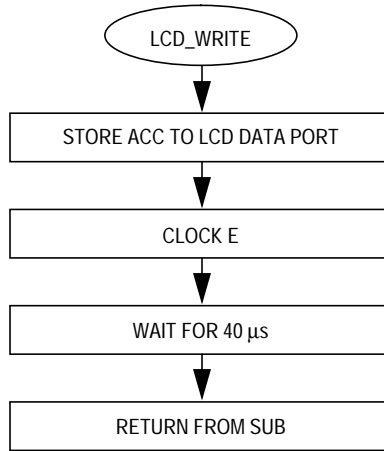 LCD_WRITE
STORE ACC TO LCD DATA PORT
CLOCK E
WAIT FOR 40 µs
RETURN FROM SUB